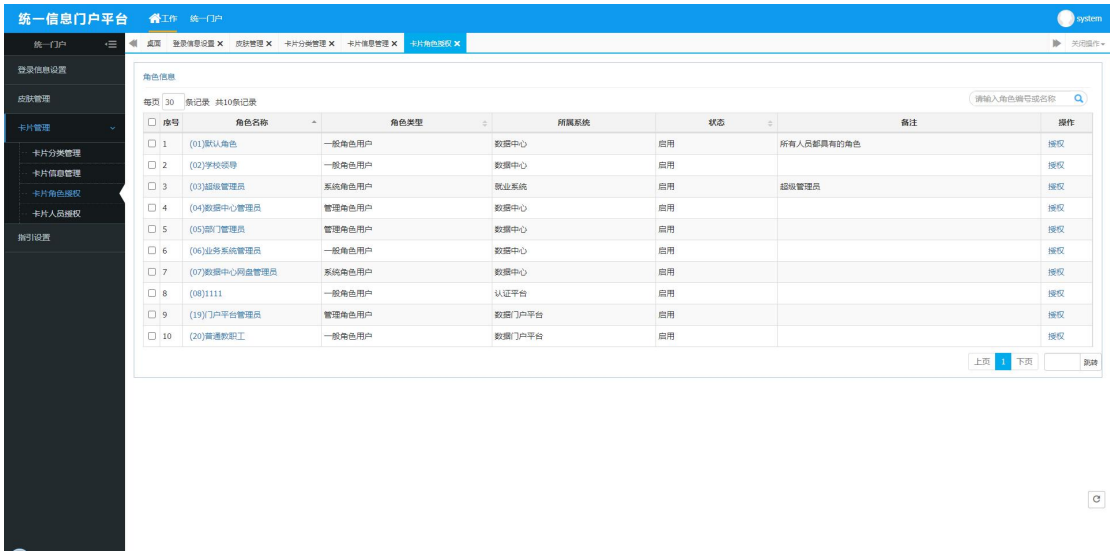 统一信息门户平台 工作 统一门户 system
统一门户 桌面 登录信息设置 皮肤管理 卡片分类管理 卡片信息管理 卡片角色授权 关闭操作
登录信息设置
皮肤管理
卡片管理
卡片分类管理
卡片信息管理
卡片角色授权
卡片人员授权
指引设置
角色信息
每页 30 条记录 共10条记录 请输入角色编号或名称
序号 角色名称 角色类型 所属系统 状态 备注 操作
1 (01)默认角色 一般角色用户 数据中心 启用 所有人员都具有的角色 授权
2 (02)学校领导 一般角色用户 数据中心 启用 授权
3 (03)超级管理员 系统角色用户 就业系统 启用 超级管理员 授权
4 (04)数据中心管理员 管理角色用户 数据中心 启用 授权
5 (05)部门管理员 管理角色用户 数据中心 启用 授权
6 (06)业务系统管理员 一般角色用户 数据中心 启用 授权
7 (07)数据中心网盘管理员 系统角色用户 数据中心 启用 授权
8 (08)1111 一般角色用户 认证平台 启用 授权
9 (19)门户平台管理员 管理角色用户 数据门户平台 启用 授权
10 (20)普通教职工 一般角色用户 数据门户平台 启用 授权
上页 1 下页 跳转